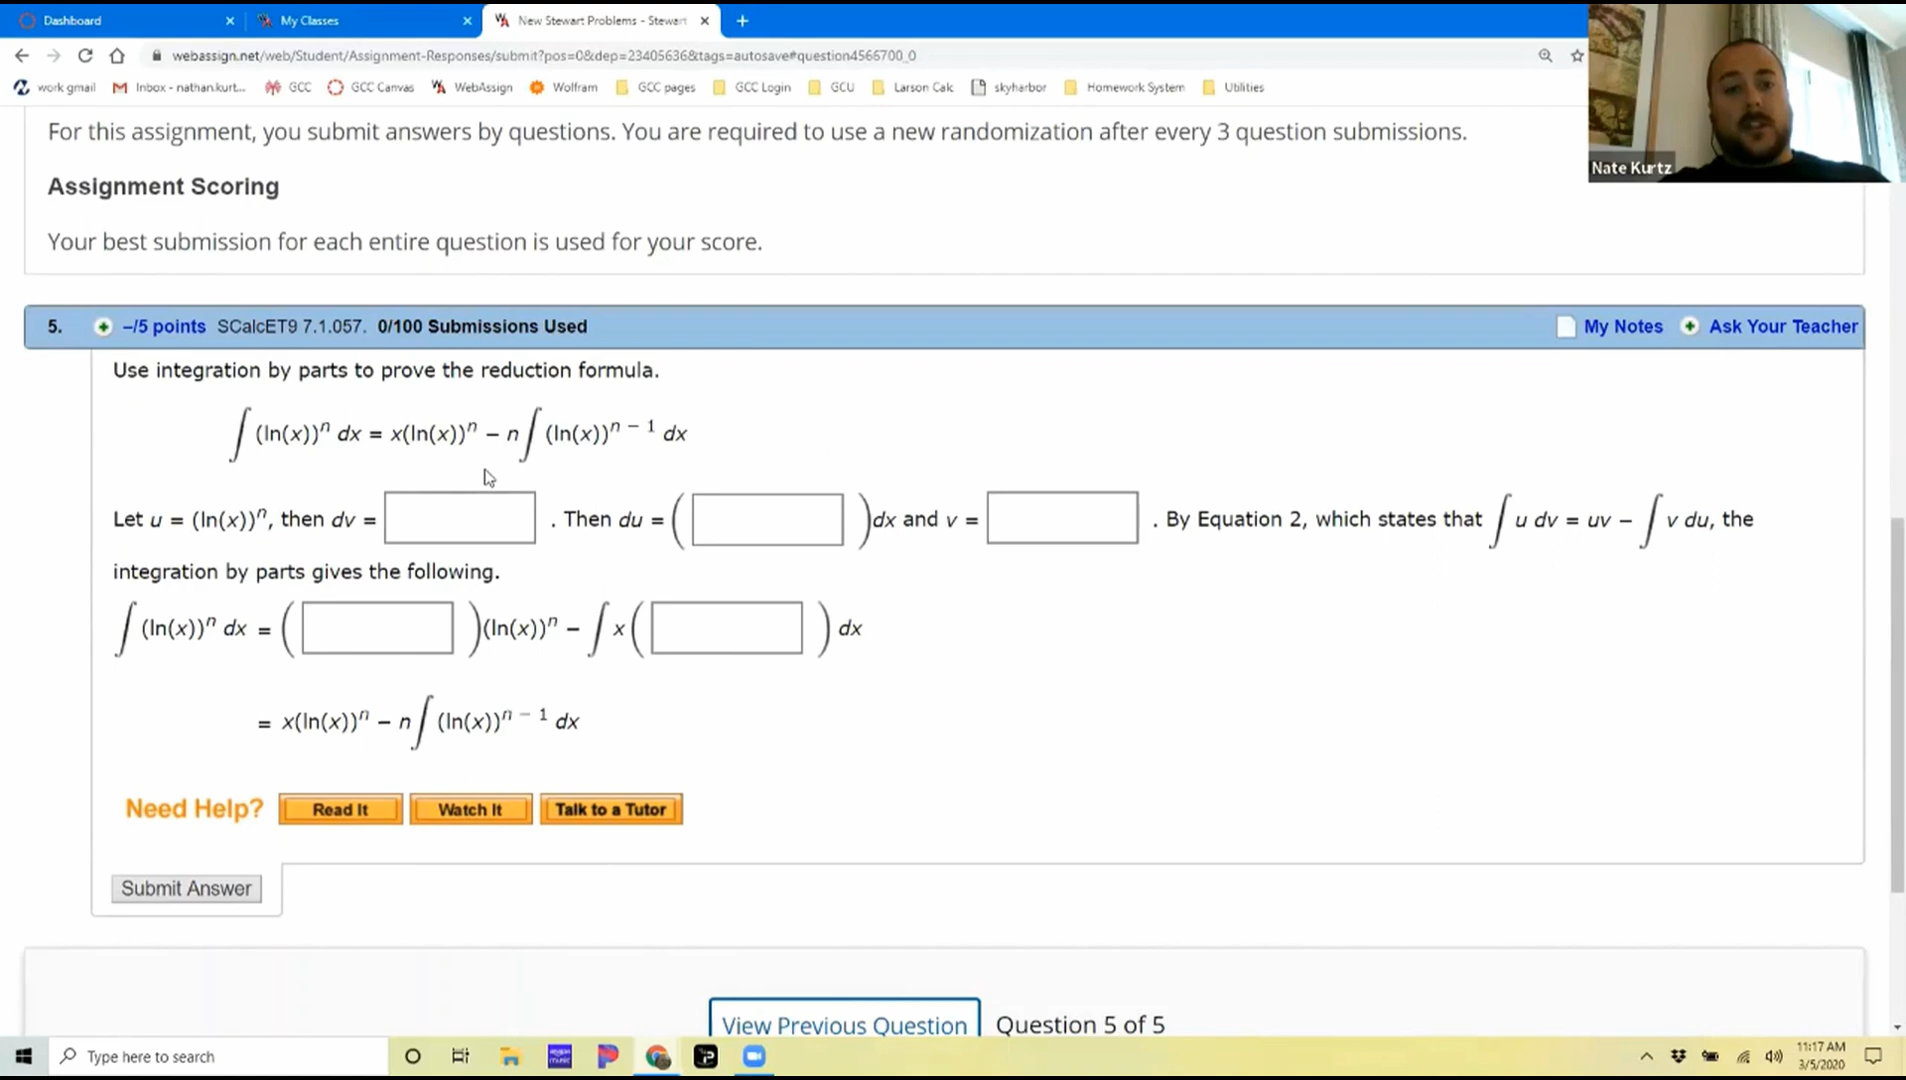 Dashboard
My Classes
New Stewart Problems - Stewart
webassign.net/web/Student/Assignment-Responses/submit?pos=0&dep=23405636&tags=autosave#question4566700_0
work gmail
Inbox - nathan.kurt...
GCC
GCC Canvas
WebAssign
Wolfram
GCC pages
GCC Login
GCU
Larson Calc
skyharbor
Homework System
Utilities
Nate Kurtz
For this assignment, you submit answers by questions. You are required to use a new randomization after every 3 question submissions.
Assignment Scoring
Your best submission for each entire question is used for your score.
5. –/5 points SCalcET9 7.1.057. 0/100 Submissions Used My Notes Ask Your Teacher
Use integration by parts to prove the reduction formula.
∫(ln(x))ⁿ dx = x(ln(x))ⁿ − n∫(ln(x))ⁿ ⁻ ¹ dx
Let u = (ln(x))ⁿ, then dv = . Then du = ( )dx and v = . By Equation 2, which states that ∫u dv = uv − ∫v du, the
integration by parts gives the following.
∫(ln(x))ⁿ dx = ( )(ln(x))ⁿ − ∫x( ) dx
= x(ln(x))ⁿ − n∫(ln(x))ⁿ ⁻ ¹ dx
Need Help? Read It Watch It Talk to a Tutor
Submit Answer
View Previous Question Question 5 of 5
Type here to search
11:17 AM
3/5/2020